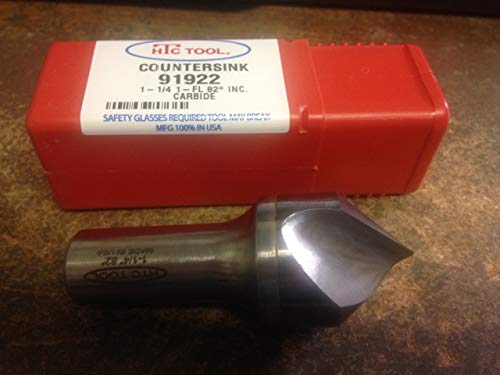 HTC TOOL®
COUNTERSINK
91922
1-1/4 1-FL 82° INC.
CARBIDE
SAFETY GLASSES REQUIRED TOOL MAY BREAK
MFG.100% IN USA
HTC TOOL
1-1/4" 82°
MADE IN USA